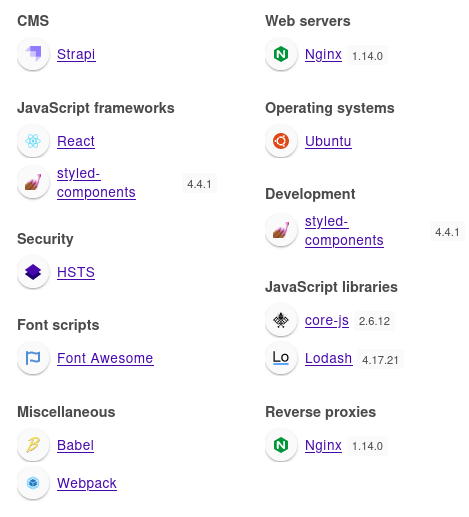 CMS
Strapi
JavaScript frameworks
React
styled-
components 4.4.1
Security
HSTS
Font scripts
Font Awesome
Miscellaneous
Babel
Webpack
Web servers
Nginx 1.14.0
Operating systems
Ubuntu
Development
styled-
components 4.4.1
JavaScript libraries
core-js 2.6.12
Lo
Lodash 4.17.21
Reverse proxies
Nginx 1.14.0